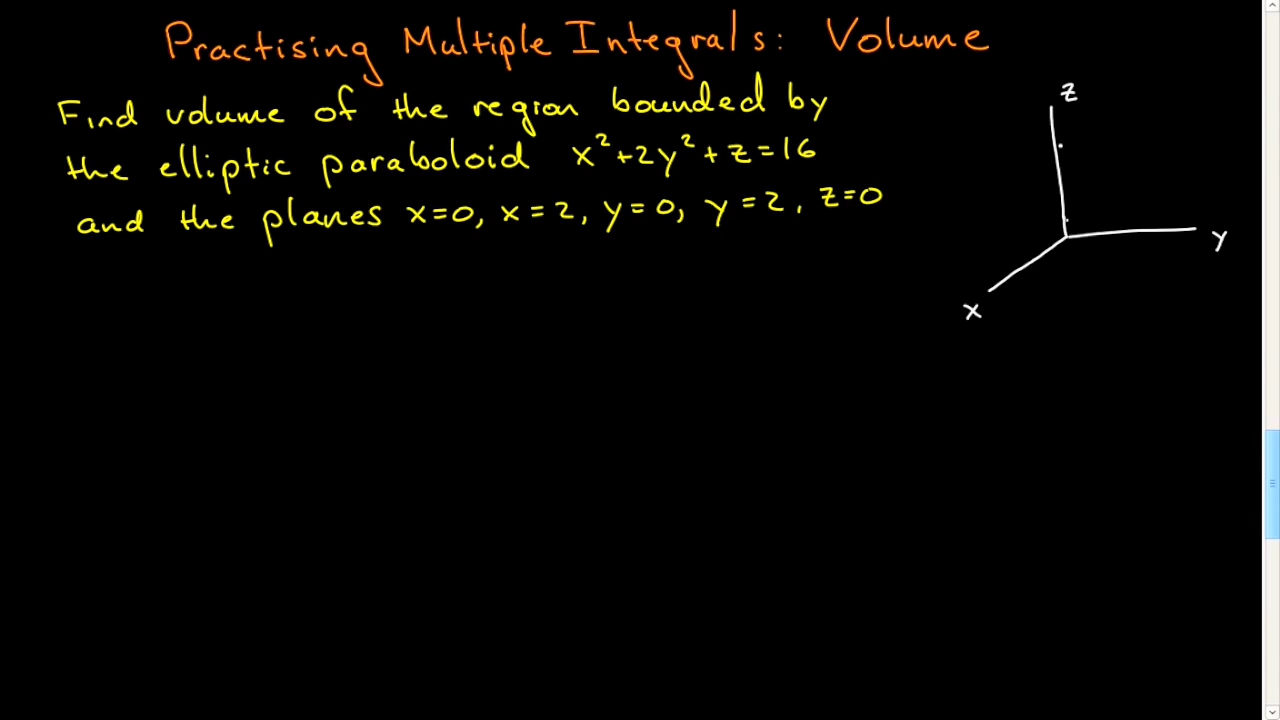 Practising Multiple Integrals: Volume
Find volume of the region bounded by
the elliptic paraboloid x²+2y²+z=16
and the planes x=0, x=2, y=0, y=2, z=0
z
y
x